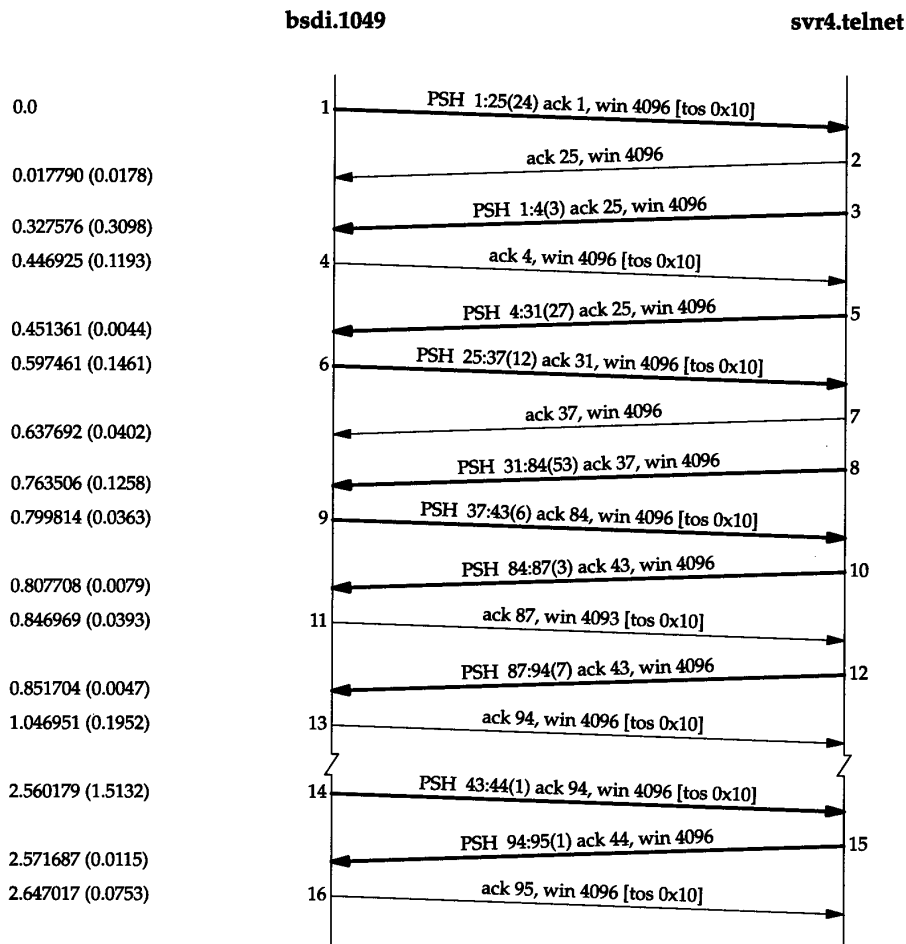 bsdi.1049 svr4.telnet
0.0 1 PSH 1:25(24) ack 1, win 4096 [tos 0x10]
0.017790 (0.0178) ack 25, win 4096 2
0.327576 (0.3098) PSH 1:4(3) ack 25, win 4096 3
0.446925 (0.1193) 4 ack 4, win 4096 [tos 0x10]
0.451361 (0.0044) PSH 4:31(27) ack 25, win 4096 5
0.597461 (0.1461) 6 PSH 25:37(12) ack 31, win 4096 [tos 0x10]
0.637692 (0.0402) ack 37, win 4096 7
0.763506 (0.1258) PSH 31:84(53) ack 37, win 4096 8
0.799814 (0.0363) 9 PSH 37:43(6) ack 84, win 4096 [tos 0x10]
0.807708 (0.0079) PSH 84:87(3) ack 43, win 4096 10
0.846969 (0.0393) 11 ack 87, win 4093 [tos 0x10]
0.851704 (0.0047) PSH 87:94(7) ack 43, win 4096 12
1.046951 (0.1952) 13 ack 94, win 4096 [tos 0x10]
2.560179 (1.5132) 14 PSH 43:44(1) ack 94, win 4096 [tos 0x10]
2.571687 (0.0115) PSH 94:95(1) ack 44, win 4096 15
2.647017 (0.0753) 16 ack 95, win 4096 [tos 0x10]